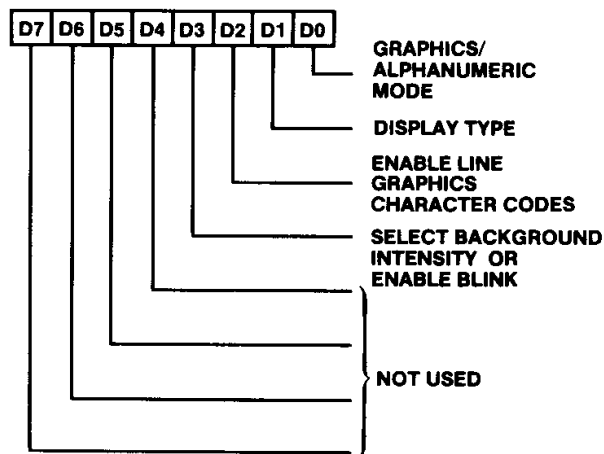 D7 D6 D5 D4 D3 D2 D1 D0
GRAPHICS/
ALPHANUMERIC
MODE
DISPLAY TYPE
ENABLE LINE
GRAPHICS
CHARACTER CODES
SELECT BACKGROUND
INTENSITY OR
ENABLE BLINK
NOT USED